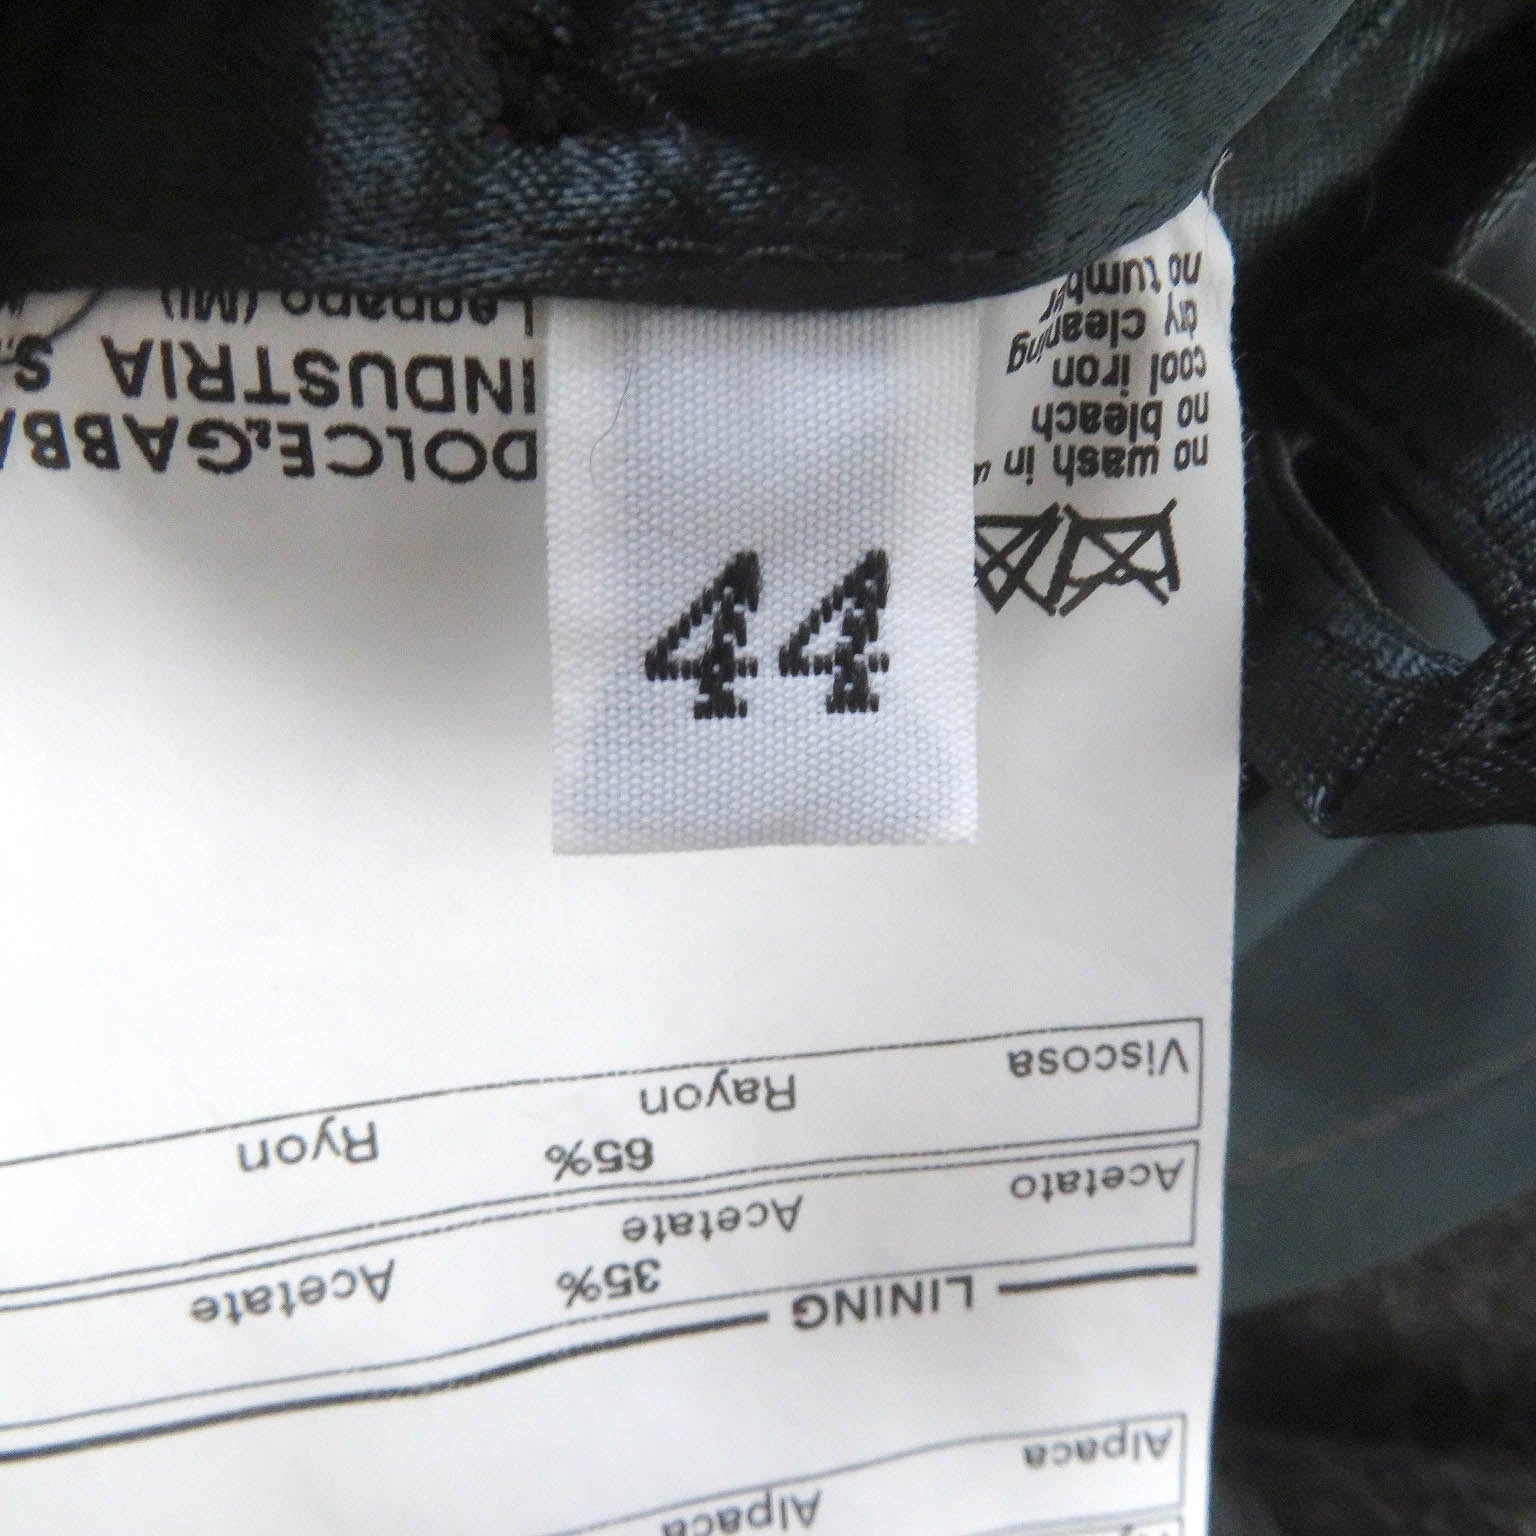 44
Alpaca
Alpaca
LINING
35%
Acetato Acetate Acetate
65%
Viscosa Rayon Ryon
no wash in
no bleach
cool iron
dry cleaning
no tumbler
DOLCE&GABBA
INDUSTRIA S.
Legnano (MI)